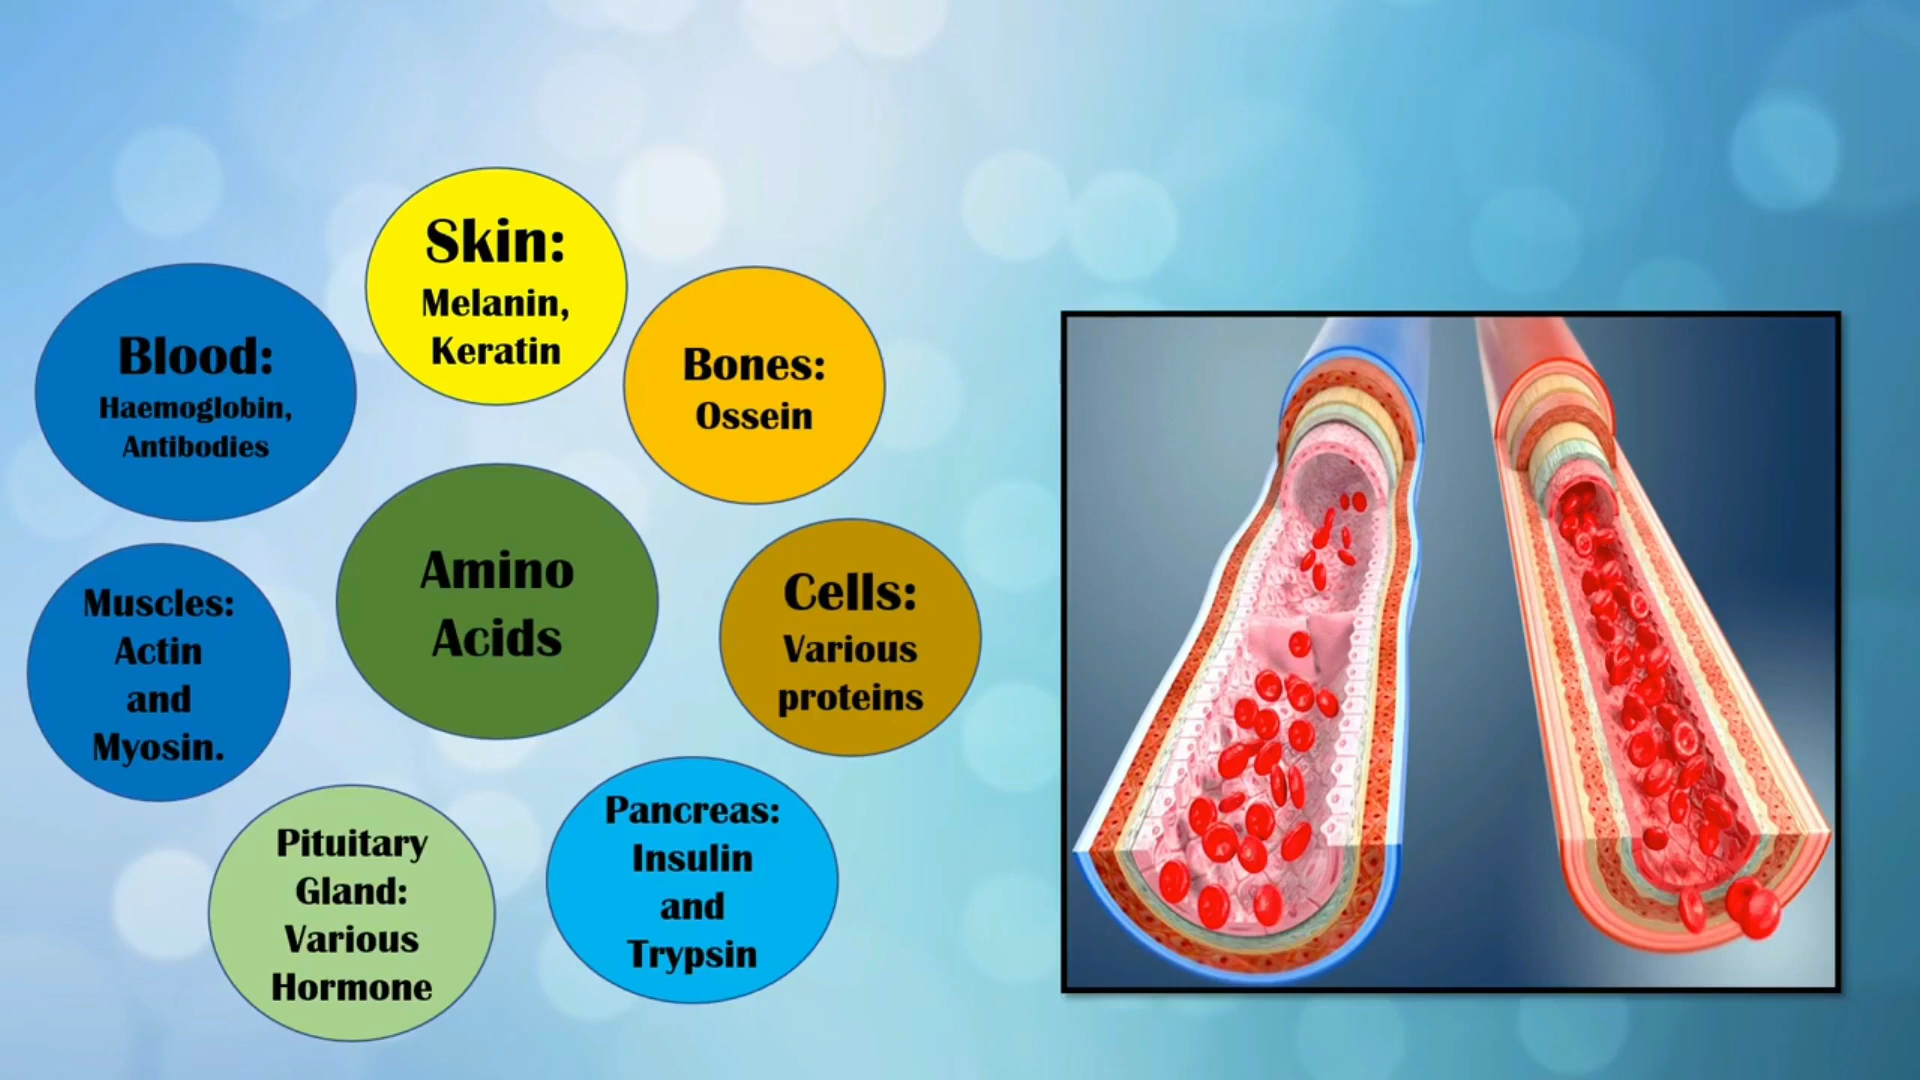 Skin:
Melanin,
Keratin
Blood:
Haemoglobin,
Antibodies
Bones:
Ossein
Amino
Acids
Cells:
Various
proteins
Muscles:
Actin
and
Myosin.
Pituitary
Gland:
Various
Hormone
Pancreas:
Insulin
and
Trypsin